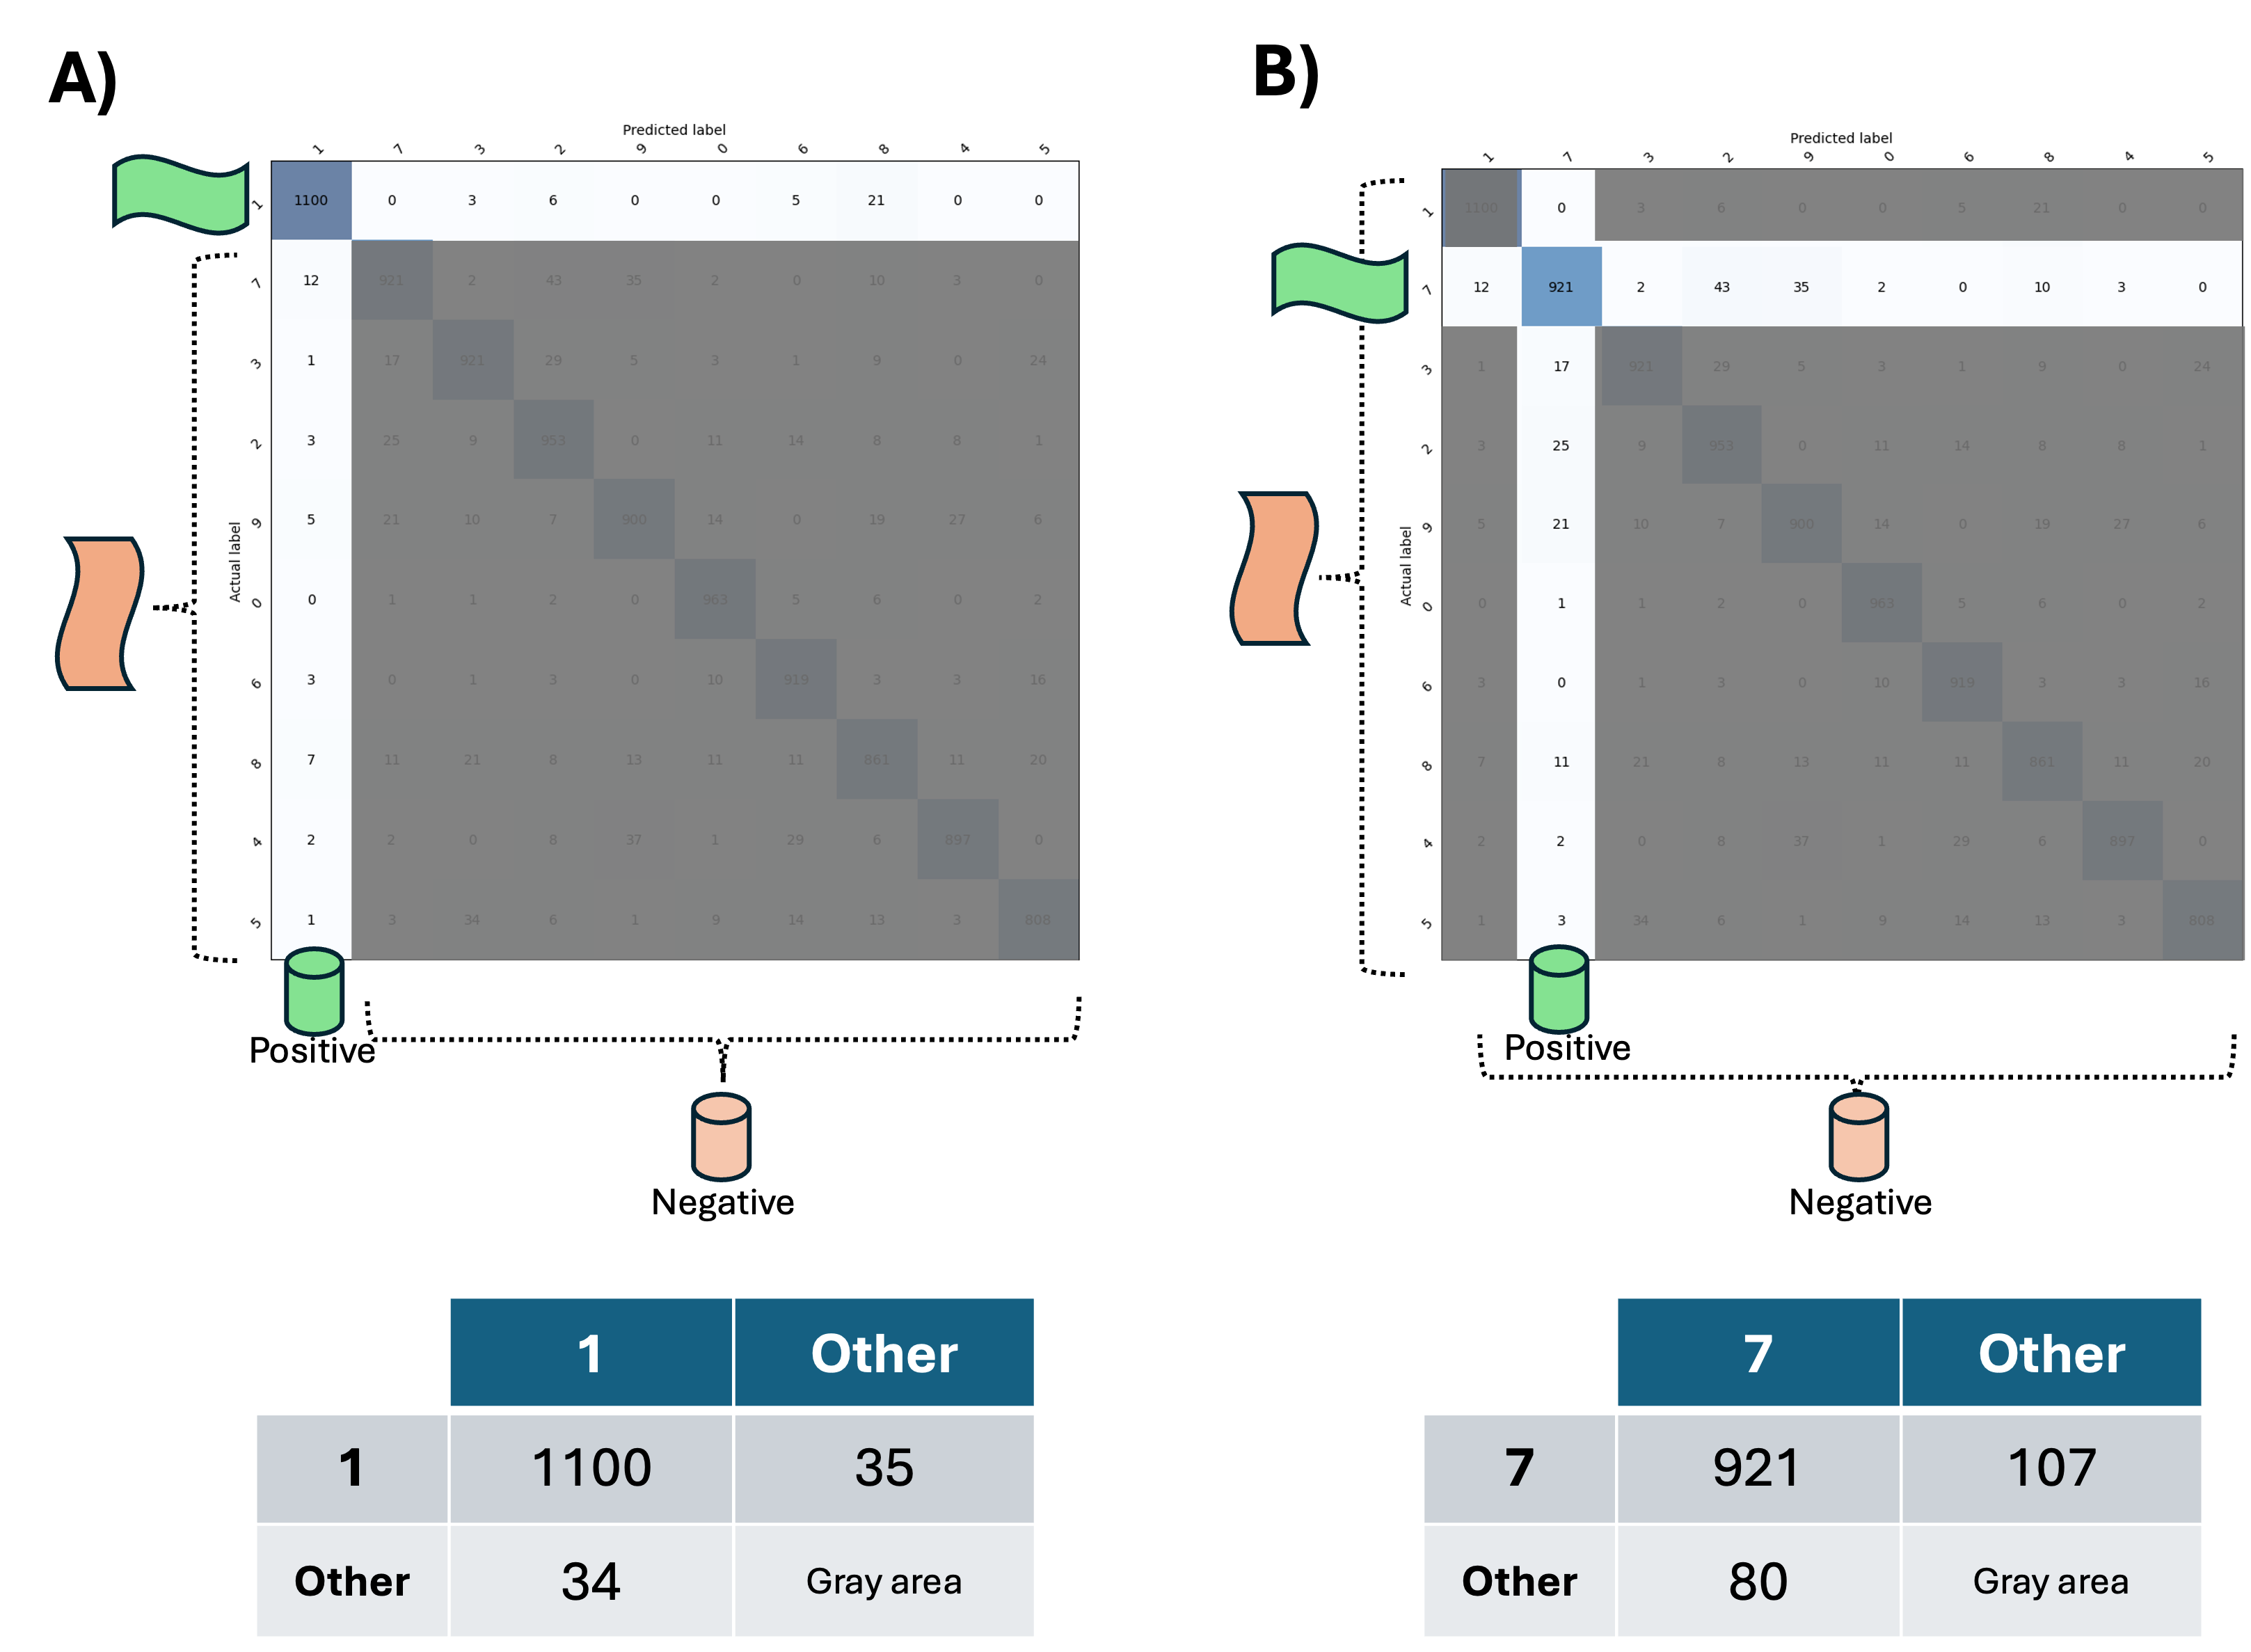 A)
Predicted label
1 7 3 2 9 0 6 8 4 5
Actual label
1 1100 0 3 6 0 0 5 21 0 0
7 12 921 2 43 35 2 0 10 3 0
3 1 17 921 29 5 3 1 9 0 24
2 3 25 9 953 0 11 14 8 8 1
9 5 21 10 7 900 14 0 19 27 6
0 0 1 1 2 0 963 5 6 0 2
6 3 0 1 3 0 10 919 3 3 16
8 7 11 21 8 13 11 11 861 11 20
4 2 2 0 8 37 1 29 6 897 0
5 1 3 34 6 1 9 14 13 3 808
Positive
Negative
1 Other
1 1100 35
Other 34 Gray area
B)
Predicted label
1 7 3 2 9 0 6 8 4 5
Actual label
1 1100 0 3 6 0 0 5 21 0 0
7 12 921 2 43 35 2 0 10 3 0
3 1 17 921 29 5 3 1 9 0 24
2 3 25 9 953 0 11 14 8 8 1
9 5 21 10 7 900 14 0 19 27 6
0 0 1 1 2 0 963 5 6 0 2
6 3 0 1 3 0 10 919 3 3 16
8 7 11 21 8 13 11 11 861 11 20
4 2 2 0 8 37 1 29 6 897 0
5 1 3 34 6 1 9 14 13 3 808
Positive
Negative
7 Other
7 921 107
Other 80 Gray area